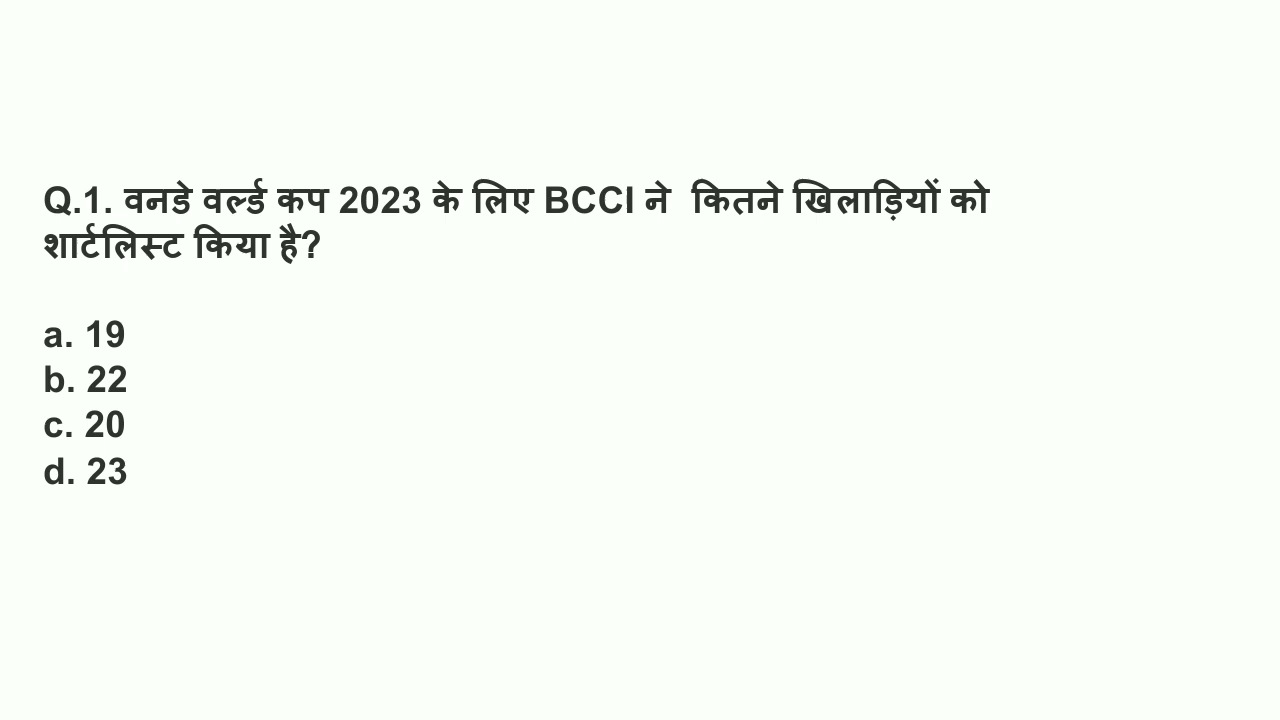 Q.1. वनडे वर्ल्ड कप 2023 के लिए BCCI ने  कितने खिलाड़ियों को
शार्टलिस्ट किया है?
a. 19
b. 22
c. 20
d. 23